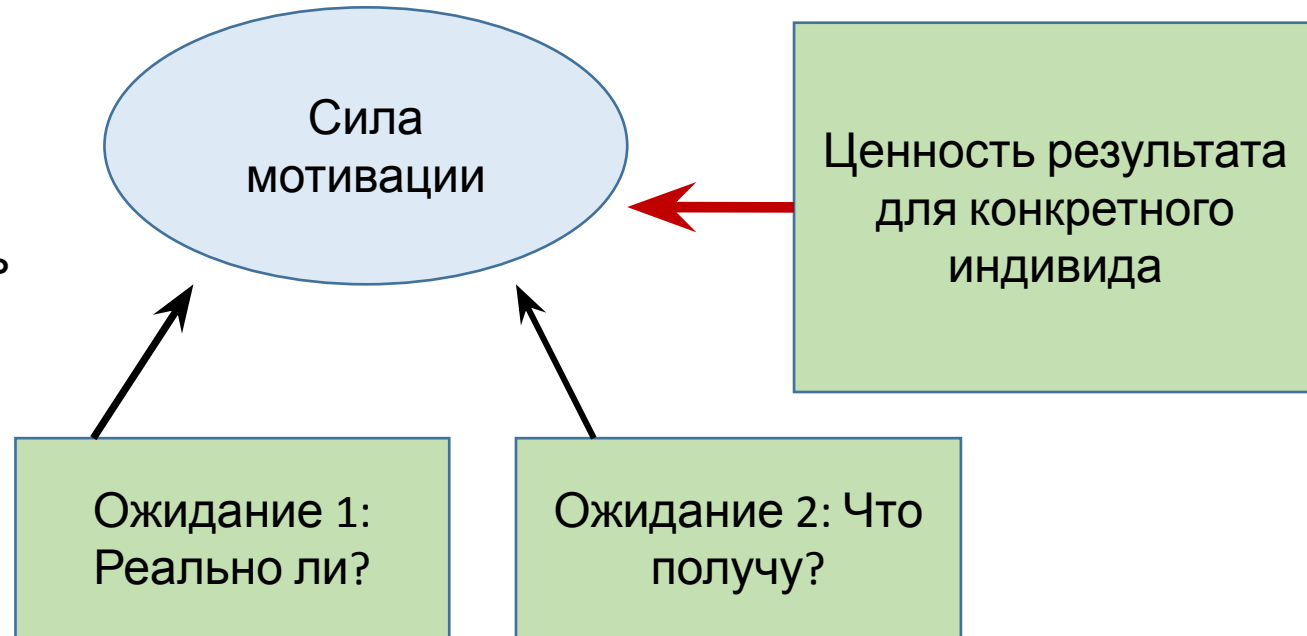 Сила
мотивации
Ценность результата
для конкретного
индивида
ь
Ожидание 1:
Реально ли?
Ожидание 2: Что
получу?